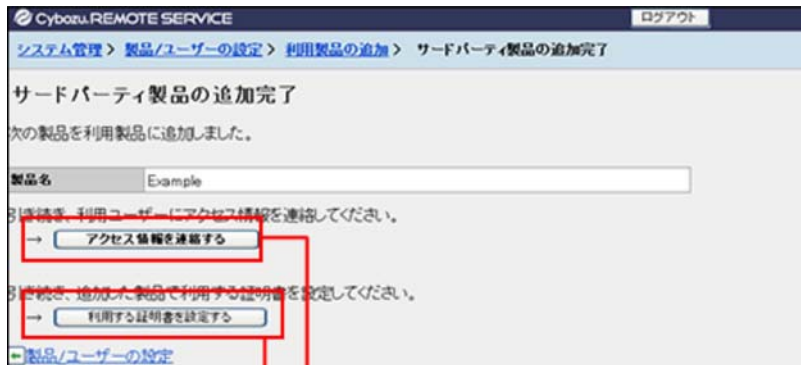 Cybozu.REMOTE SERVICE ログアウト
システム管理 > 製品/ユーザーの設定 > 利用製品の追加 > サードパーティ製品の追加完了
サードパーティ製品の追加完了
次の製品を利用製品に追加しました。
製品名 Example
引き続き、利用ユーザーにアクセス情報を連絡してください。
→ アクセス情報を連絡する
引き続き、追加した製品で利用する証明書を設定してください。
→ 利用する証明書を設定する
製品/ユーザーの設定